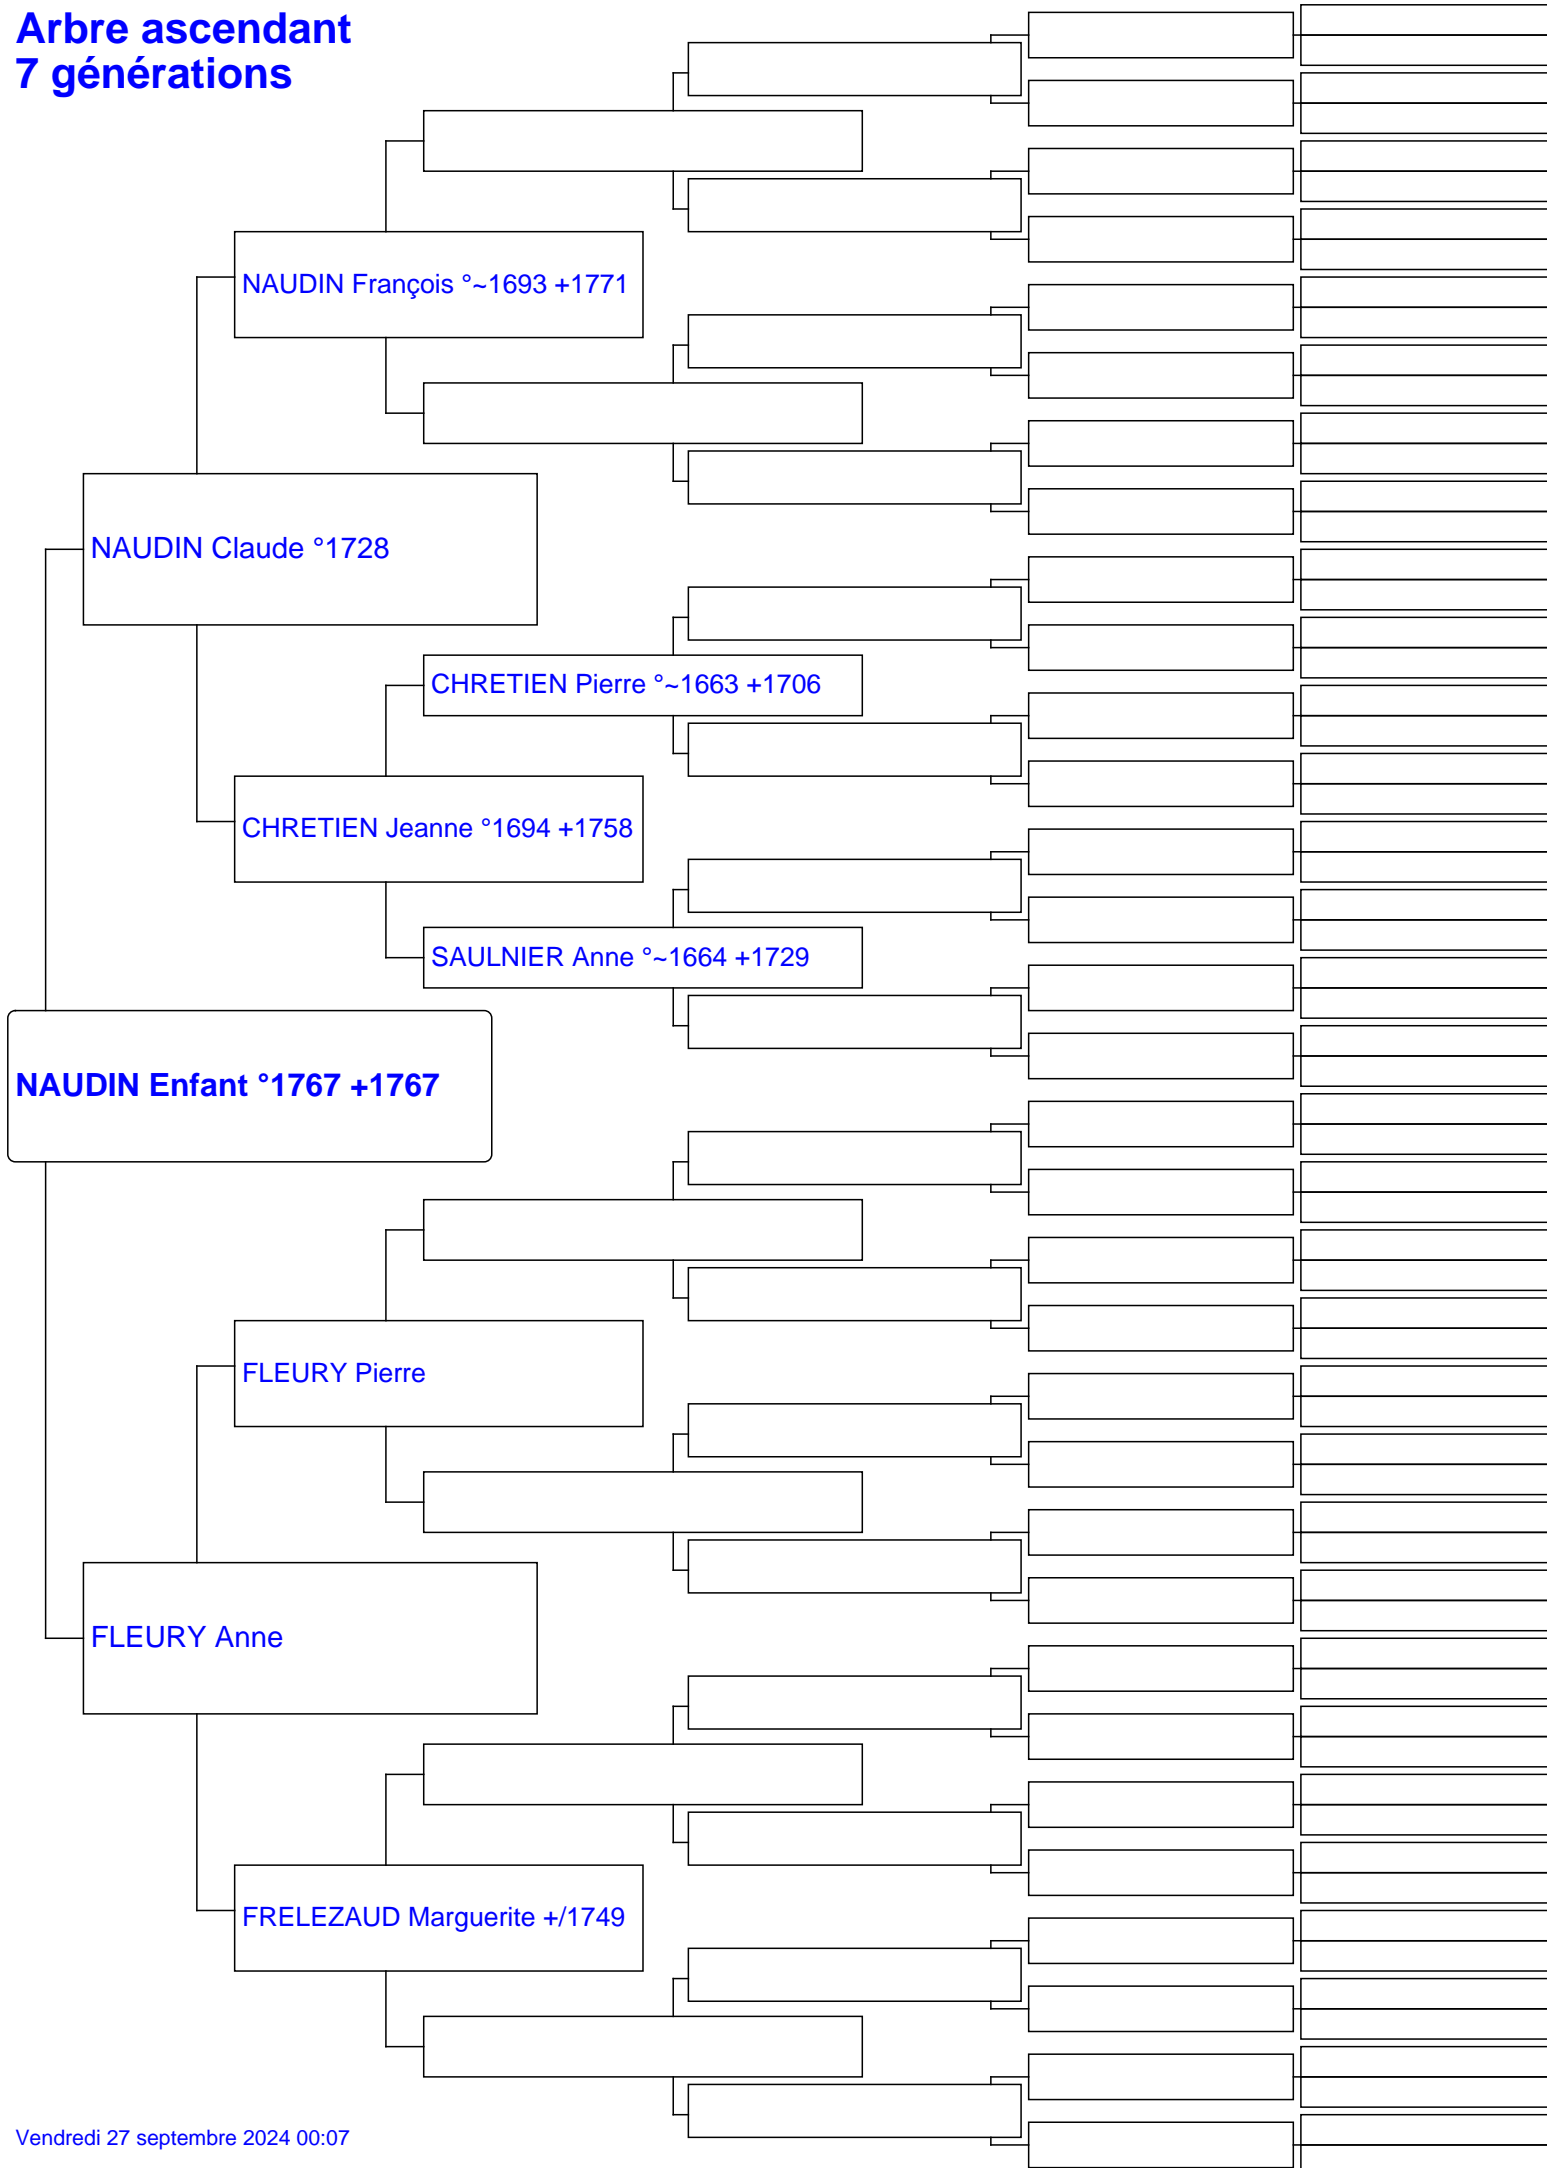 Arbre ascendant
7 générations
NAUDIN François °~1693 +1771
NAUDIN Claude °1728
CHRETIEN Pierre °~1663 +1706
CHRETIEN Jeanne °1694 +1758
SAULNIER Anne °~1664 +1729
NAUDIN Enfant °1767 +1767
FLEURY Pierre
FLEURY Anne
FRELEZAUD Marguerite +/1749
Vendredi 27 septembre 2024 00:07